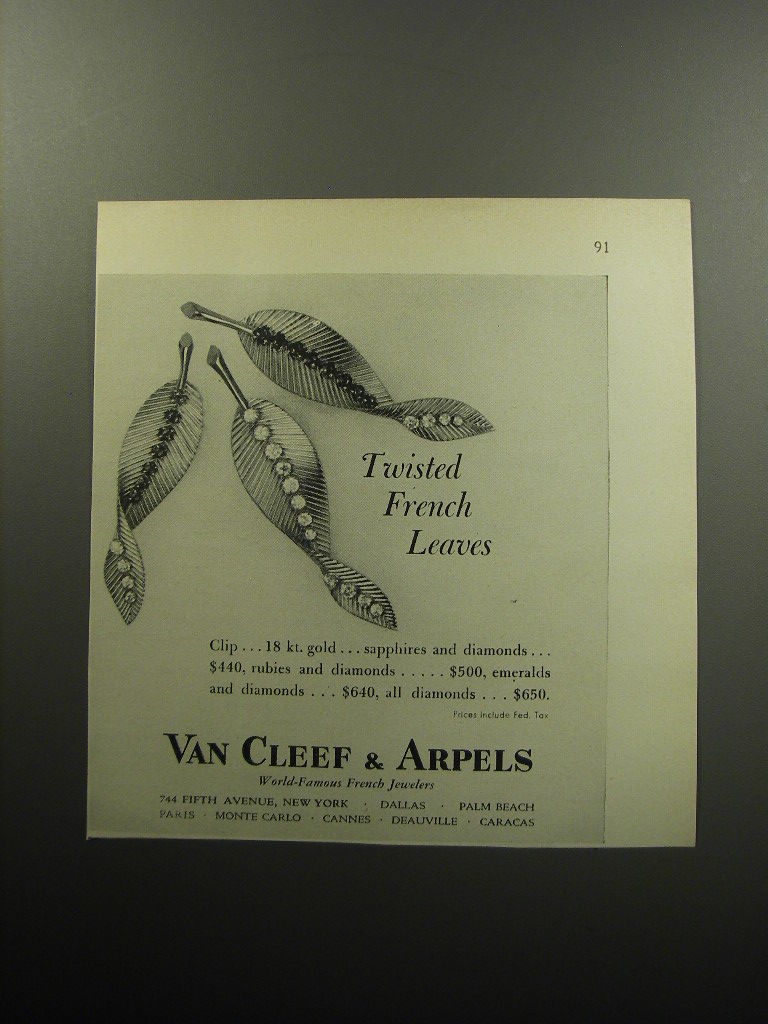 91
Twisted
French
Leaves
Clip ... 18 kt. gold ... sapphires and diamonds ...
$440, rubies and diamonds ..... $500, emeralds
and diamonds ... $640, all diamonds ... $650.
Prices include Fed. Tax
VAN CLEEF & ARPELS
World-Famous French Jewelers
744 FIFTH AVENUE, NEW YORK · DALLAS · PALM BEACH
PARIS · MONTE CARLO · CANNES · DEAUVILLE · CARACAS